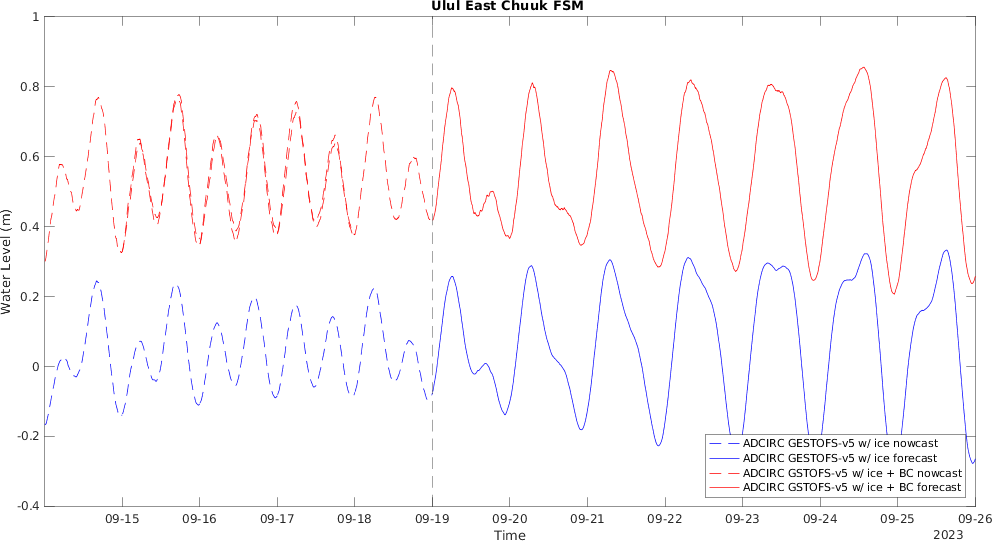 Ulul East Chuuk FSM
1
0.8
0.6
0.4
0.2
0
-0.2
-0.4
Water Level (m)
ADCIRC GESTOFS-v5 w/ ice nowcast
ADCIRC GESTOFS-v5 w/ ice forecast
ADCIRC GSTOFS-v5 w/ ice + BC nowcast
ADCIRC GSTOFS-v5 w/ ice + BC forecast
09-15 09-16 09-17 09-18 09-19 09-20 09-21 09-22 09-23 09-24 09-25 09-26
Time
2023